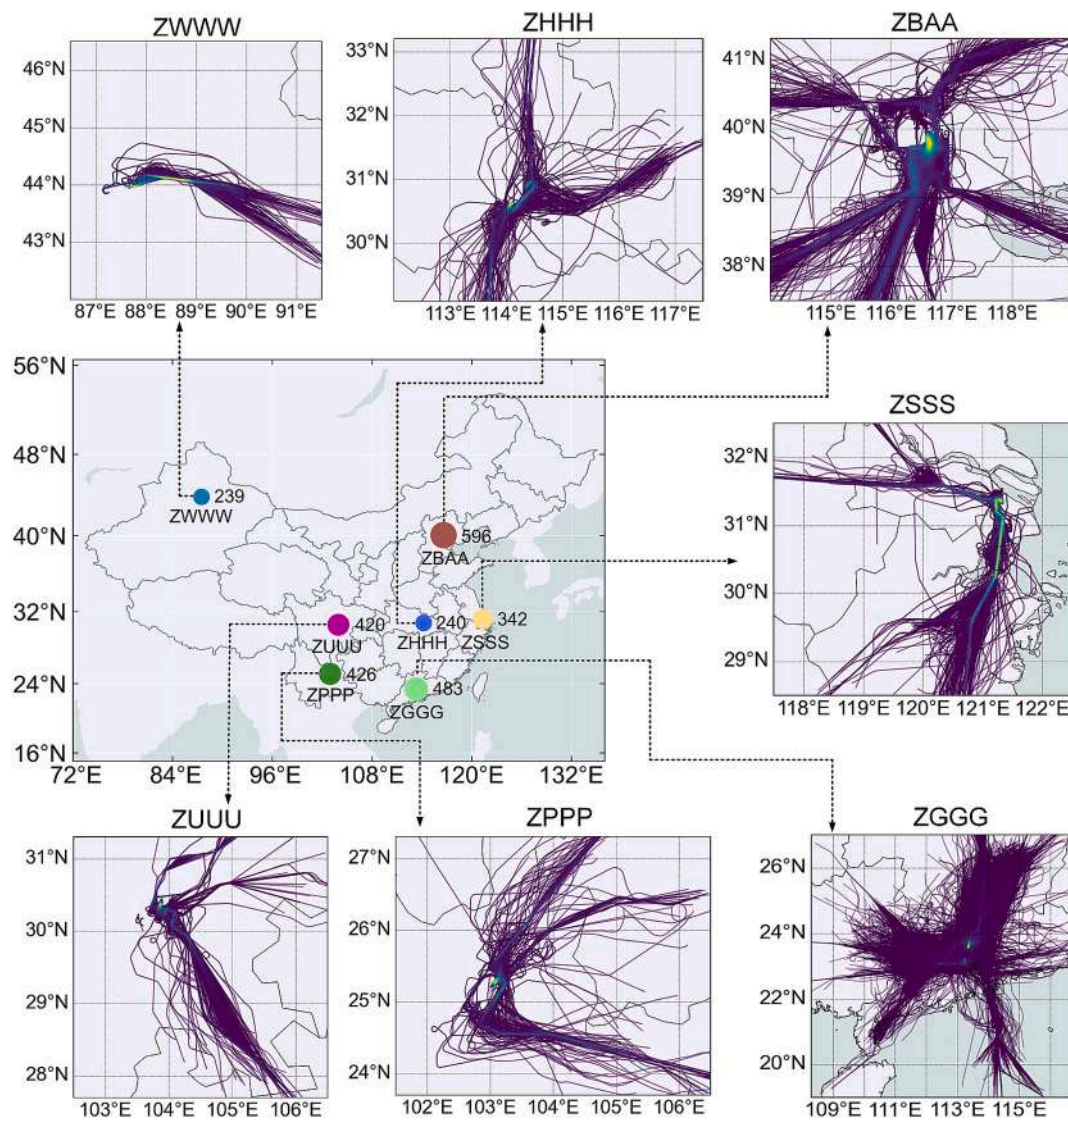 ZWWW
ZHHH
ZBAA
46°N
45°N
44°N
43°N
87°E 88°E 89°E 90°E 91°E
33°N
32°N
31°N
30°N
113°E 114°E 115°E 116°E 117°E
41°N
40°N
39°N
38°N
115°E 116°E 117°E 118°E
56°N
48°N
40°N
32°N
24°N
16°N
72°E 84°E 96°E 108°E 120°E 132°E
239
ZWWW
596
ZBAA
420
ZUUU
240
ZHHH
342
ZSSS
426
ZPPP
483
ZGGG
ZSSS
32°N
31°N
30°N
29°N
118°E 119°E 120°E 121°E 122°E
ZUUU
ZPPP
ZGGG
31°N
30°N
29°N
28°N
103°E 104°E 105°E 106°E
27°N
26°N
25°N
24°N
102°E 103°E 104°E 105°E 106°E
26°N
24°N
22°N
20°N
109°E 111°E 113°E 115°E